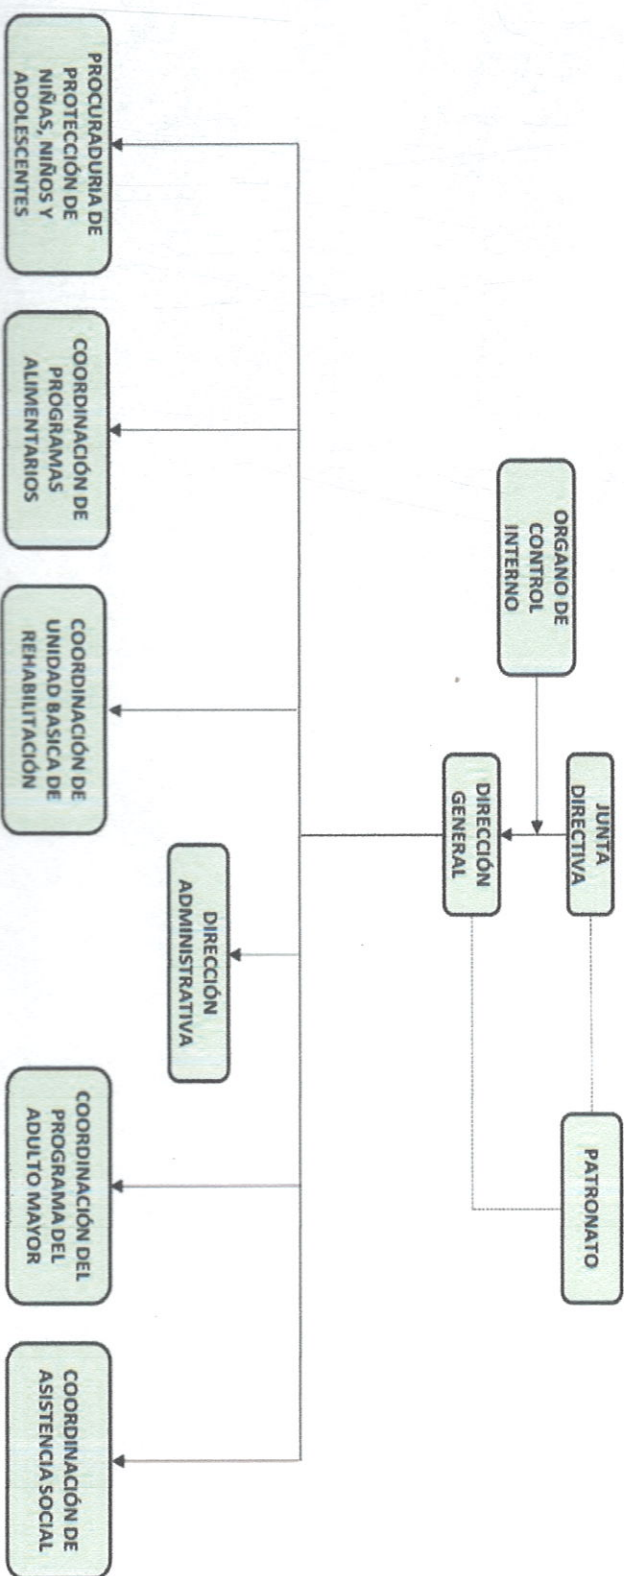 JUNTA
DIRECTIVA
PATRONATO
ORGANO DE
CONTROL
INTERNO
DIRECCIÓN
GENERAL
DIRECCIÓN
ADMINISTRATIVA
PROCURADURIA DE
PROTECCIÓN DE
NIÑAS, NIÑOS Y
ADOLESCENTES
COORDINACIÓN DE
PROGRAMAS
ALIMENTARIOS
COORDINACIÓN DE
UNIDAD BASICA DE
REHABILITACIÓN
COORDINACIÓN DEL
PROGRAMA DEL
ADULTO MAYOR
COORDINACIÓN DE
ASISTENCIA SOCIAL